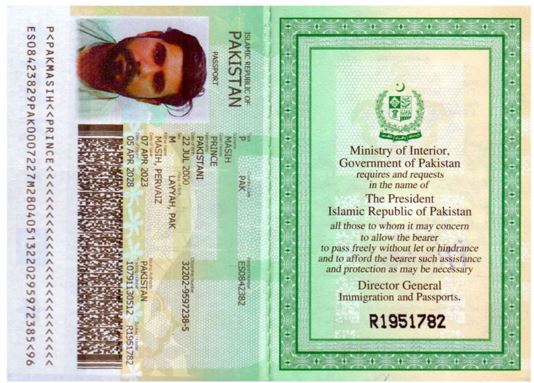 ISLAMIC REPUBLIC OF
PAKISTAN
PASSPORT
P PAK ES0842382
MASIH
PRINCE
PAKISTANI
22 JUL 2000 32202-9597238-5
M LAYYAH, PAK
MASIH, PERVAIZ
07 APR 2023 PAKISTAN
05 APR 2028 10791130512 R1951782
P<PAKMASIH<<PRINCE<<<<<<<<<<<<<<<<<<<<<<<<<<
ES08423829PAK0007227M28040513220295972385<96
Ministry of Interior,
Government of Pakistan
requires and requests
in the name of
The President
Islamic Republic of Pakistan
all those to whom it may concern
to allow the bearer
to pass freely without let or hindrance
and to afford the bearer such assistance
and protection as may be necessary
Director General
Immigration and Passports.
R1951782